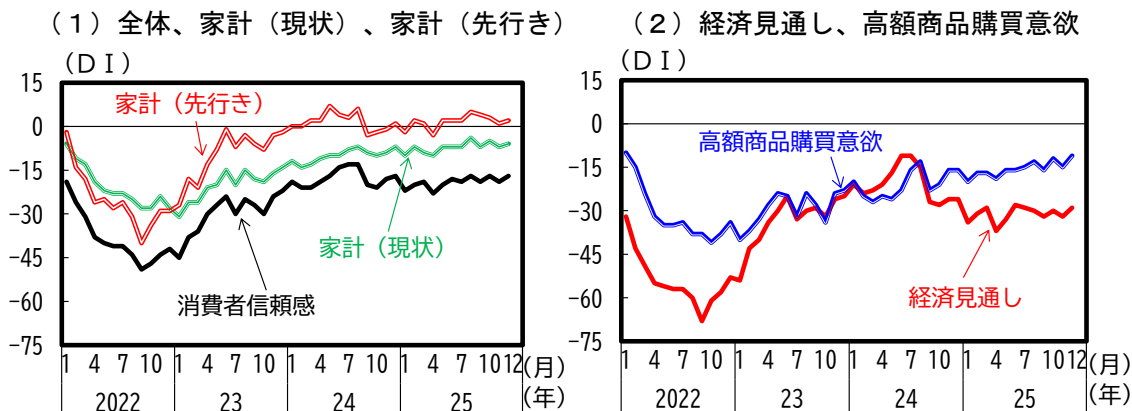 (1)全体、家計(現状)、家計(先行き)
(DI)
15
0
-15
-30
-45
-60
-75
家計(先行き)
家計(現状)
消費者信頼感
1 4 7 10 1 4 7 10 1 4 7 10 1 4 7 1012(月)
2022 23 24 25 (年)
(2)経済見通し、高額商品購買意欲
(DI)
15
0
-15
-30
-45
-60
-75
高額商品購買意欲
経済見通し
1 4 7 10 1 4 7 10 1 4 7 10 1 4 7 1012(月)
2022 23 24 25 (年)